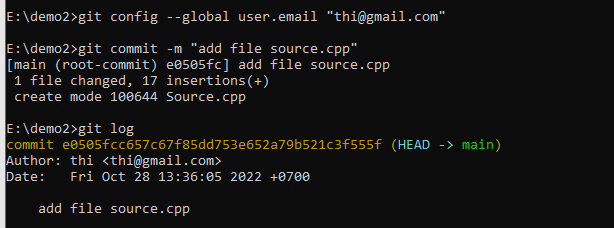 E:\demo2>git config --global user.email "thi@gmail.com"
E:\demo2>git commit -m "add file source.cpp"
[main (root-commit) e0505fc] add file source.cpp
 1 file changed, 17 insertions(+)
 create mode 100644 Source.cpp
E:\demo2>git log
commit e0505fcc657c67f85dd753e652a79b521c3f555f (HEAD -> main)
Author: thi <thi@gmail.com>
Date:   Fri Oct 28 13:36:05 2022 +0700
    add file source.cpp